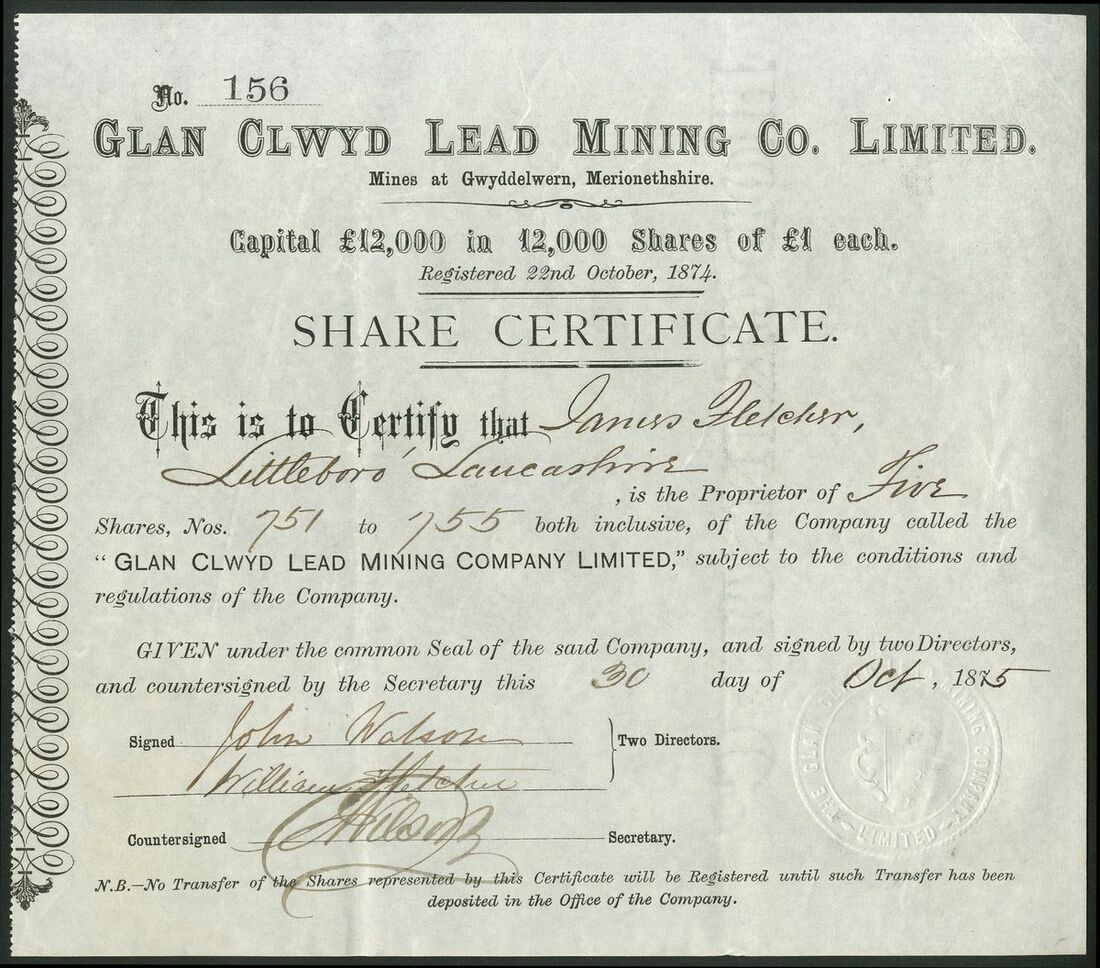 No. 156
GLAN CLWYD LEAD MINING CO. LIMITED.
Mines at Gwyddelwern, Merionethshire.
Capital £12,000 in 12,000 Shares of £1 each.
Registered 22nd October, 1874.
SHARE CERTIFICATE.
This is to Certify that James Fletcher,
Littleboro' Lancashire
, is the Proprietor of Five
Shares, Nos. 751 to 755 both inclusive, of the Company called the
"GLAN CLWYD LEAD MINING COMPANY LIMITED," subject to the conditions and
regulations of the Company.
GIVEN under the common Seal of the said Company, and signed by two Directors,
and countersigned by the Secretary this 30 day of Oct, 1875
Signed John Watson
Two Directors.
William Fletcher
Countersigned Secretary.
N.B.—No Transfer of the Shares represented by this Certificate will be Registered until such Transfer has been
deposited in the Office of the Company.
THE GLAN MINING COMPANY
LIMITED